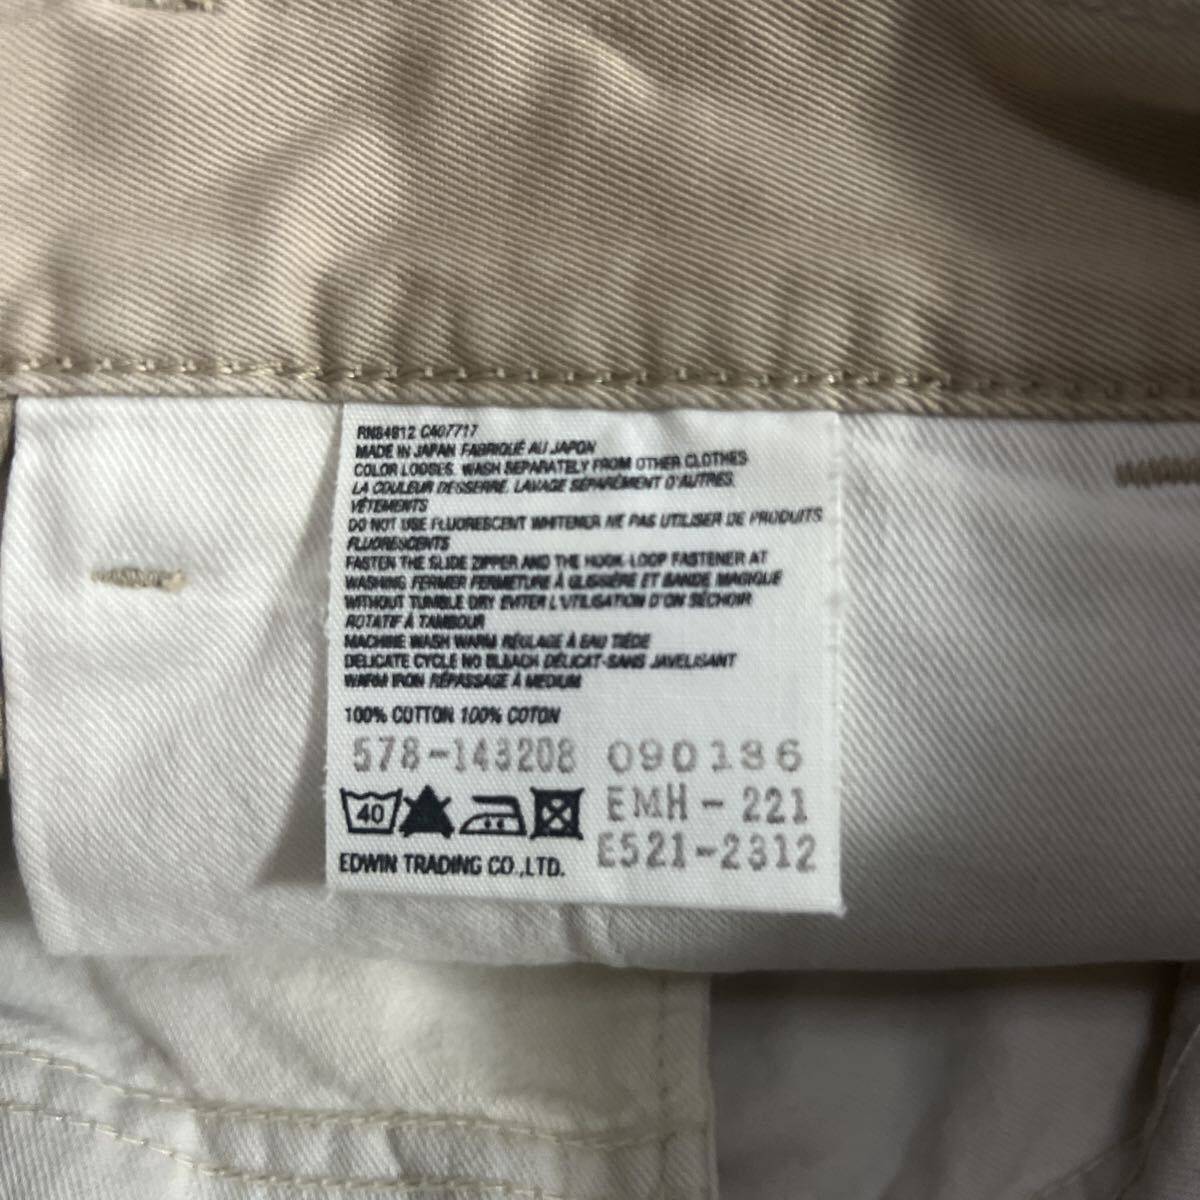 RN84812 C407717
MADE IN JAPAN FABRIQUÉ AU JAPON
COLOR LOOSES. WASH SEPARATELY FROM OTHER CLOTHES
LA COULEUR DESSERRE. LAVAGE SÉPARÉMENT D'AUTRES
VÊTEMENTS
DO NOT USE FLUORESCENT WHITENER NE PAS UTILISER DE PRODUITS
FLUORESCENTS
FASTEN THE SLIDE ZIPPER AND THE HOOK-LOOP FASTENER AT
WASHING FERMER FERMETURE À GLISSIÈRE ET BANDE MAGIQUE
WITHOUT TUMBLE DRY EVITER L'UTILISATION D'ON SÉCHOIR
ROTATIF À TAMBOUR
MACHINE WASH WARM RÉGLAGE À EAU TIÈDE
DELICATE CYCLE NO BLEACH DÉLICAT-SANS JAVELISANT
WARM IRON RÉPASSAGE À MEDIUM
100% COTTON 100% COTON
578-143208 090136
40 EMH-221
EDWIN TRADING CO.,LTD. E521-2312